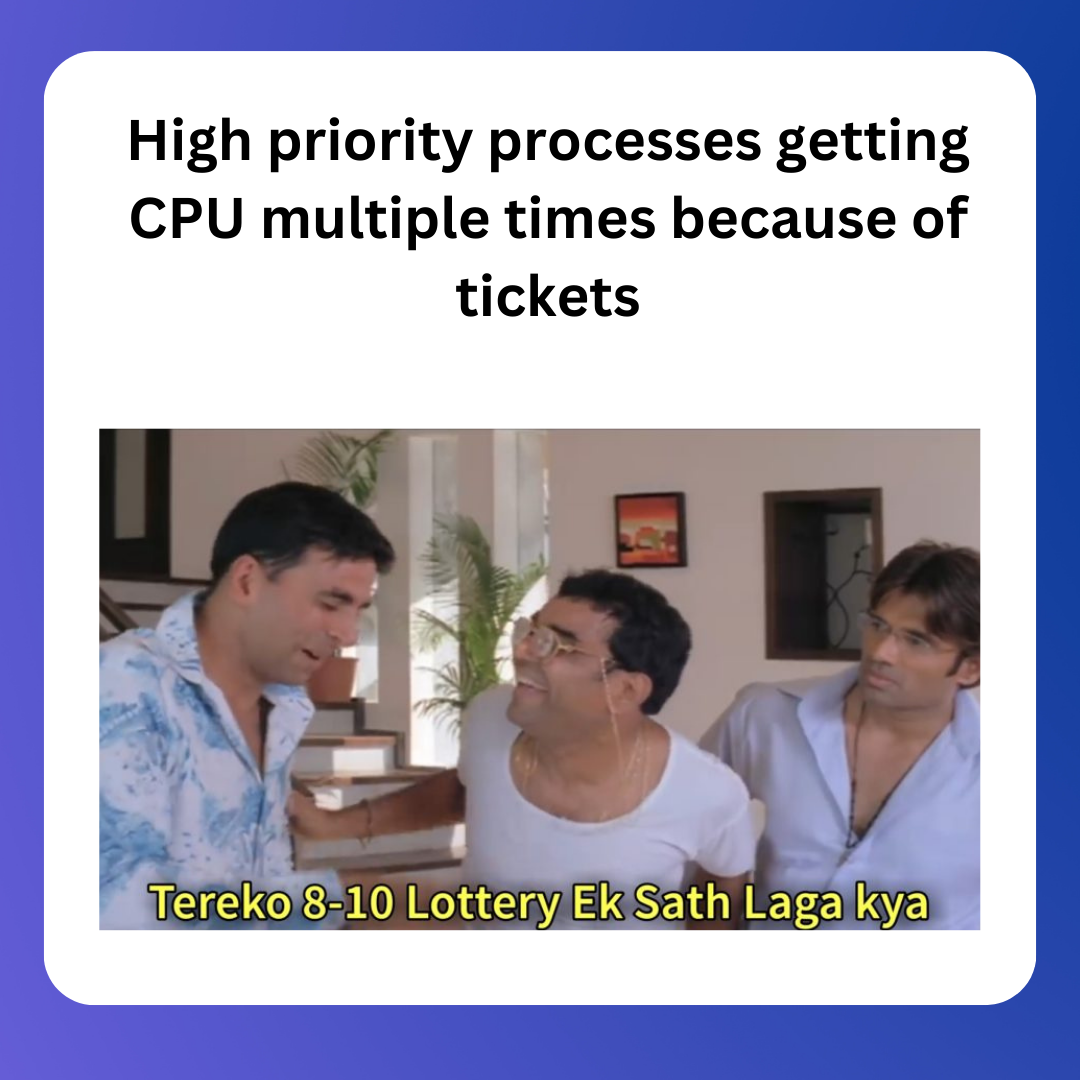 High priority processes getting
CPU multiple times because of
tickets
Tereko 8-10 Lottery Ek Sath Laga kya